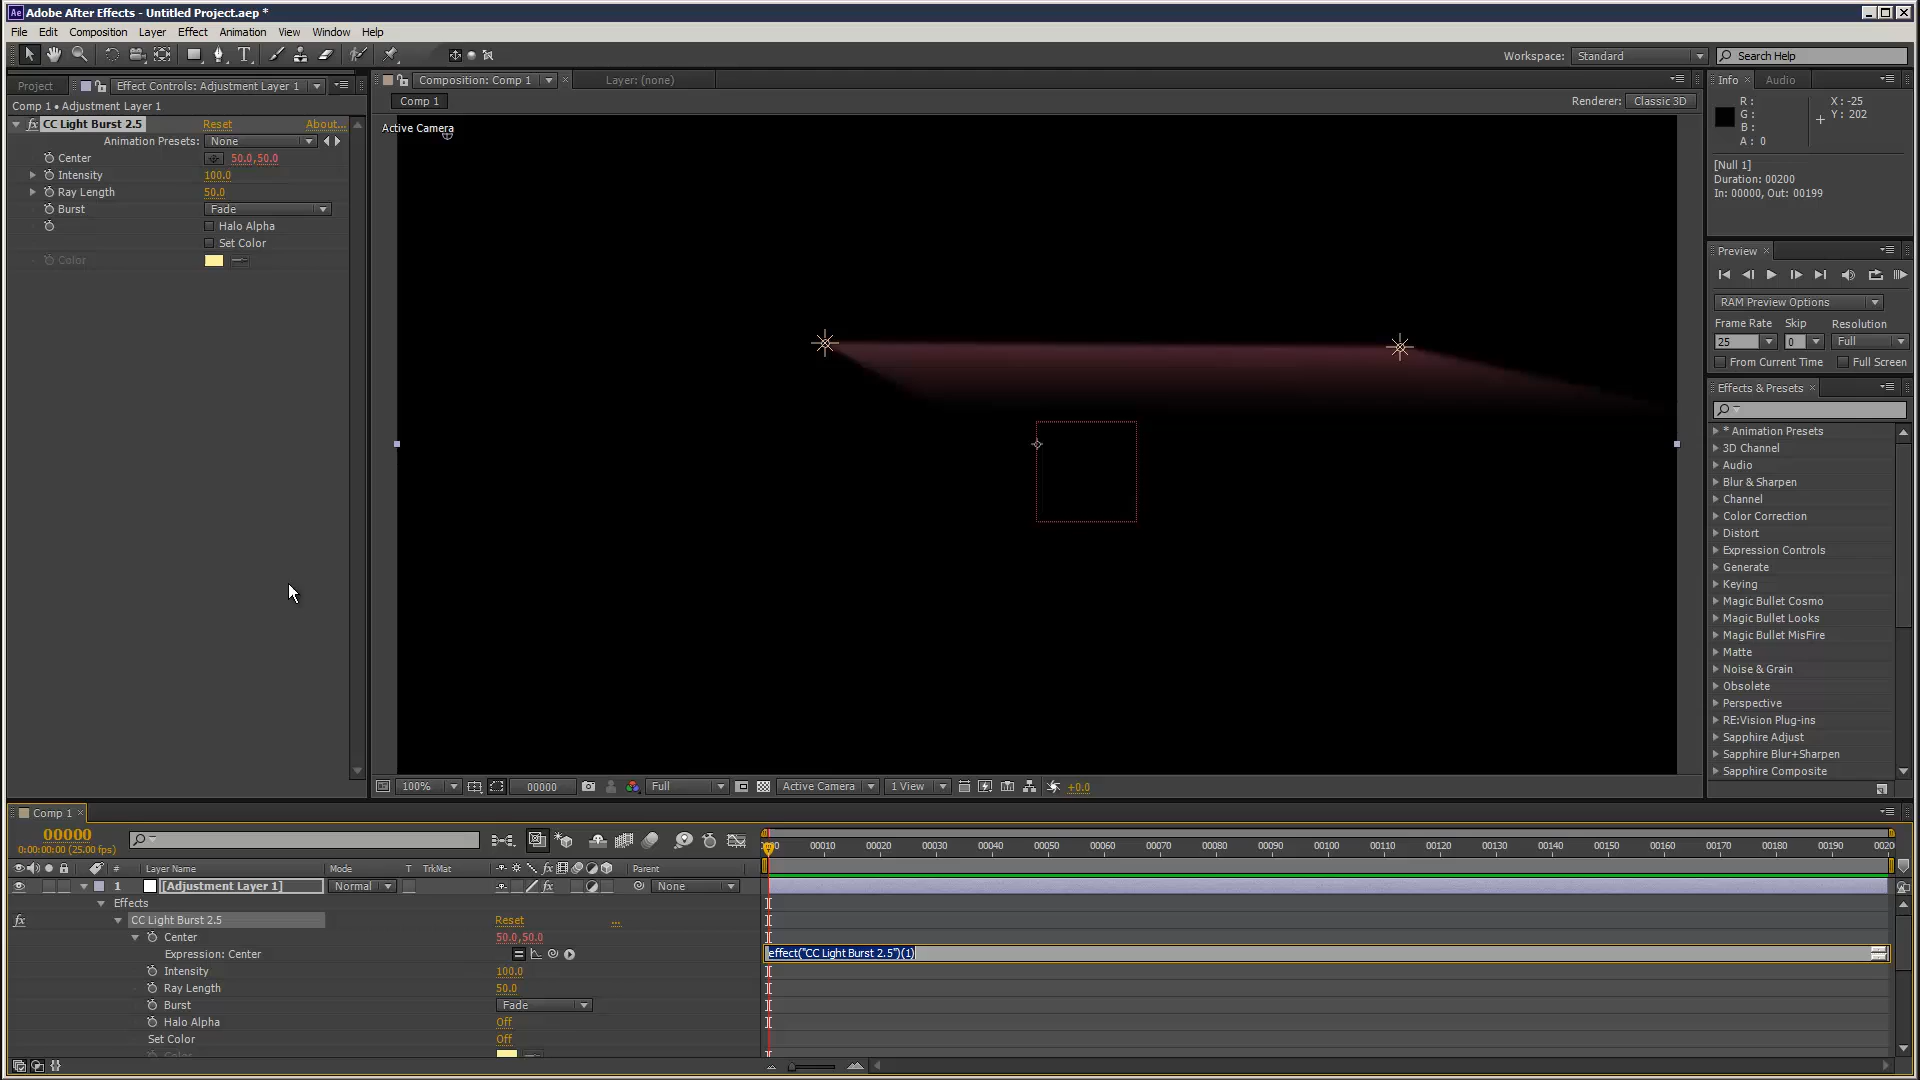 Adobe After Effects - Untitled Project.aep *
File Edit Composition Layer Effect Animation View Window Help
Workspace: Standard Search Help
Project Effect Controls: Adjustment Layer 1
Composition: Comp 1 Layer: (none)
Info Audio
Comp 1 • Adjustment Layer 1
Comp 1
Renderer: Classic 3D
CC Light Burst 2.5 Reset About...
Animation Presets: None
Center 50.0,50.0
Intensity 100.0
Ray Length 50.0
Burst Fade
Halo Alpha
Set Color
Color
Active Camera
R:
G:
B:
A: 0
X: -25
Y: 202
[Null 1]
Duration: 00200
In: 00000, Out: 00199
Preview
RAM Preview Options
Frame Rate Skip Resolution
25 0 Full
From Current Time Full Screen
Effects & Presets
* Animation Presets
3D Channel
Audio
Blur & Sharpen
Channel
Color Correction
Distort
Expression Controls
Generate
Keying
Magic Bullet Cosmo
Magic Bullet Looks
Magic Bullet MisFire
Matte
Noise & Grain
Obsolete
Perspective
RE:Vision Plug-ins
Sapphire Adjust
Sapphire Blur+Sharpen
Sapphire Composite
100% 00000 Full Active Camera 1 View +0.0
Comp 1
00000
0:00:00:00 (25.00 fps)
00010 00020 00030 00040 00050 00060 00070 00080 00090 00100 00110 00120 00130 00140 00150 00160 00170 00180 00190
# Layer Name Mode T TrkMat Parent
1 [Adjustment Layer 1] Normal None
Effects
CC Light Burst 2.5 Reset ...
Center 50.0,50.0
Expression: Center effect("CC Light Burst 2.5")(1)
Intensity 100.0
Ray Length 50.0
Burst Fade
Halo Alpha Off
Set Color Off